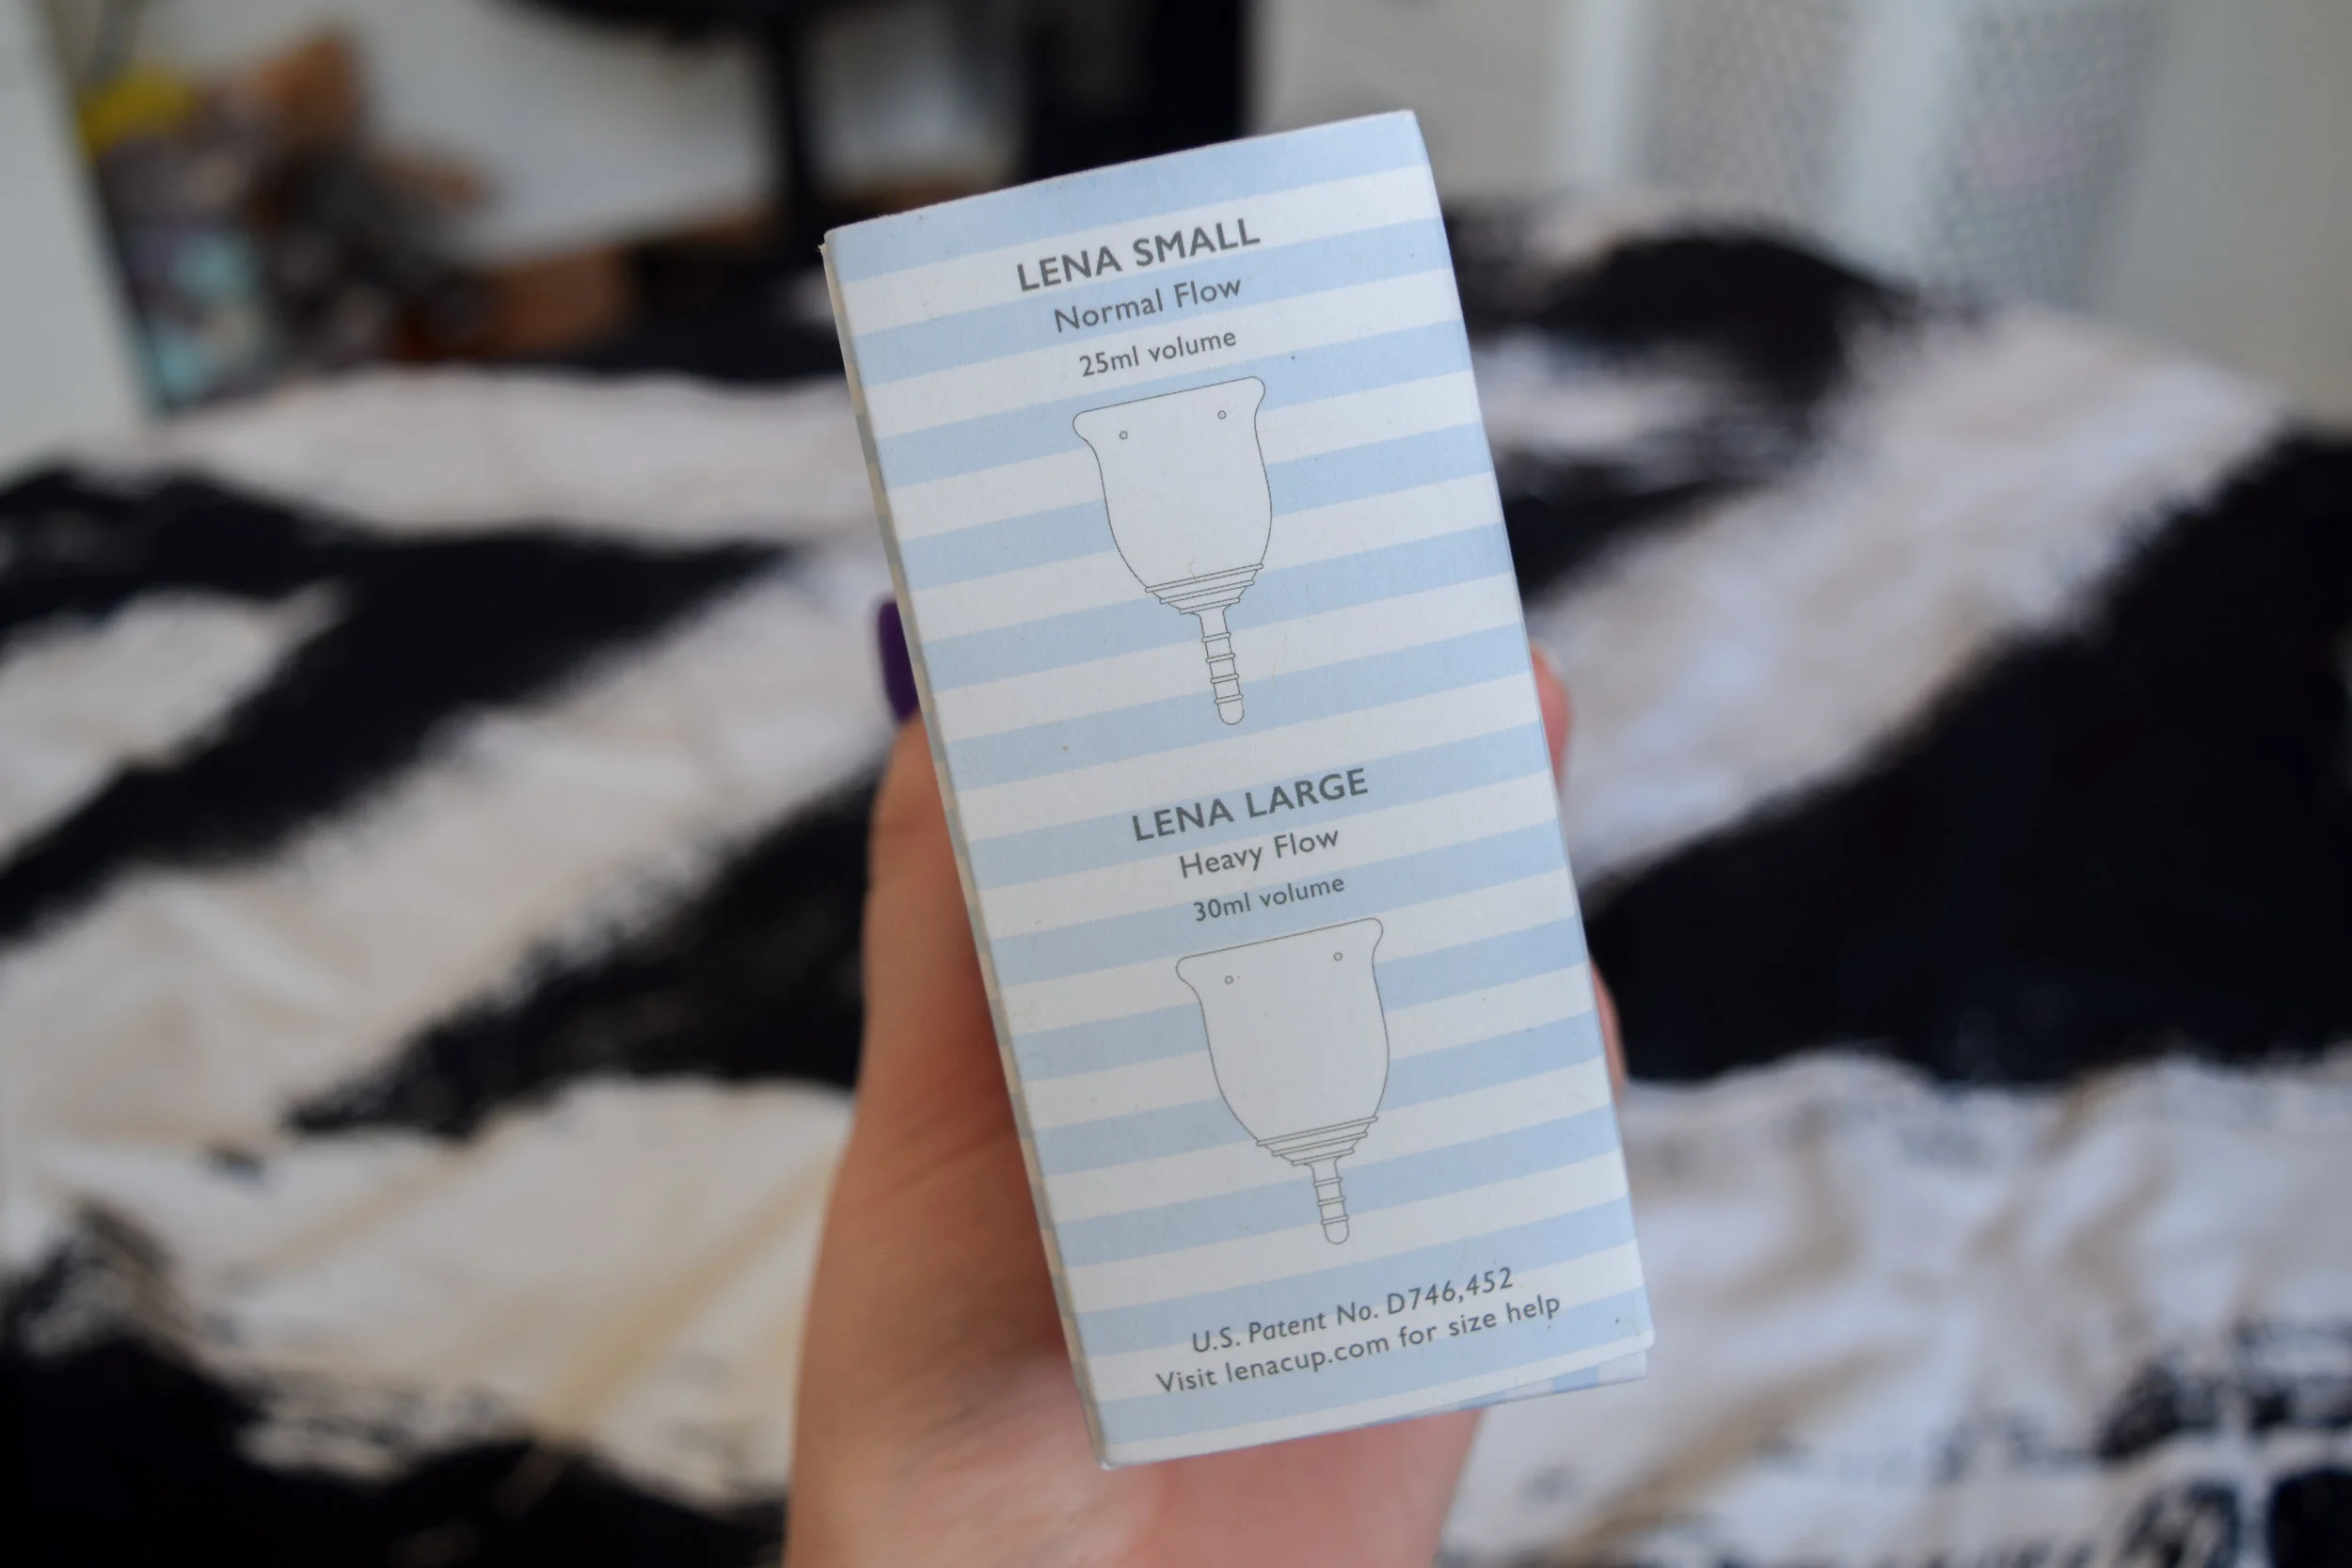 LENA SMALL
Normal Flow
25ml volume
LENA LARGE
Heavy Flow
30ml volume
U.S. Patent No. D746,452
Visit lenacup.com for size help